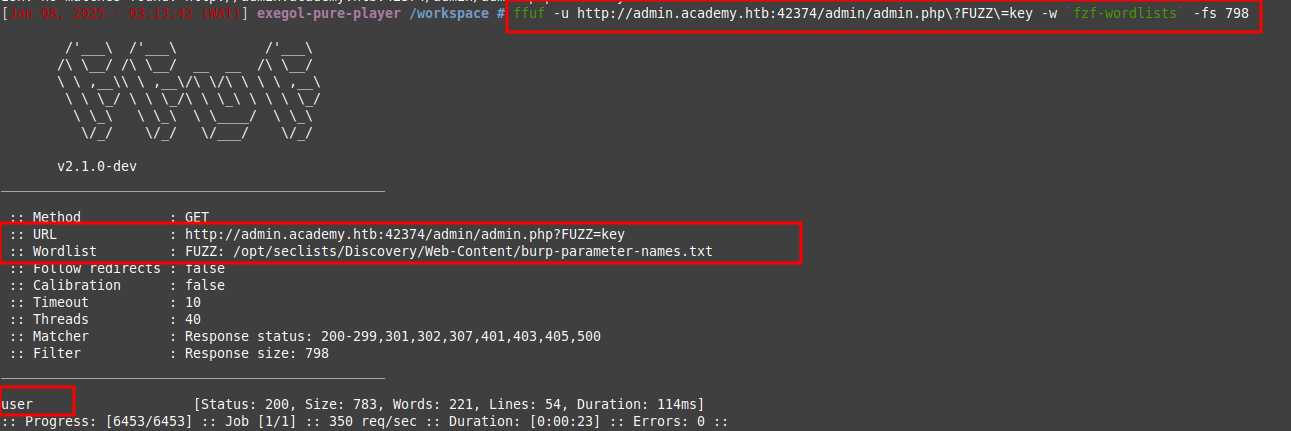 [Jun 08, 2025 - 03:13:42 (WAT)] exegol-pure-player /workspace # ffuf -u http://admin.academy.htb:42374/admin/admin.php\?FUZZ\=key -w `fzf-wordlists` -fs 798
v2.1.0-dev
:: Method : GET
:: URL : http://admin.academy.htb:42374/admin/admin.php?FUZZ=key
:: Wordlist : FUZZ: /opt/seclists/Discovery/Web-Content/burp-parameter-names.txt
:: Follow redirects : false
:: Calibration : false
:: Timeout : 10
:: Threads : 40
:: Matcher : Response status: 200-299,301,302,307,401,403,405,500
:: Filter : Response size: 798
user [Status: 200, Size: 783, Words: 221, Lines: 54, Duration: 114ms]
:: Progress: [6453/6453] :: Job [1/1] :: 350 req/sec :: Duration: [0:00:23] :: Errors: 0 ::